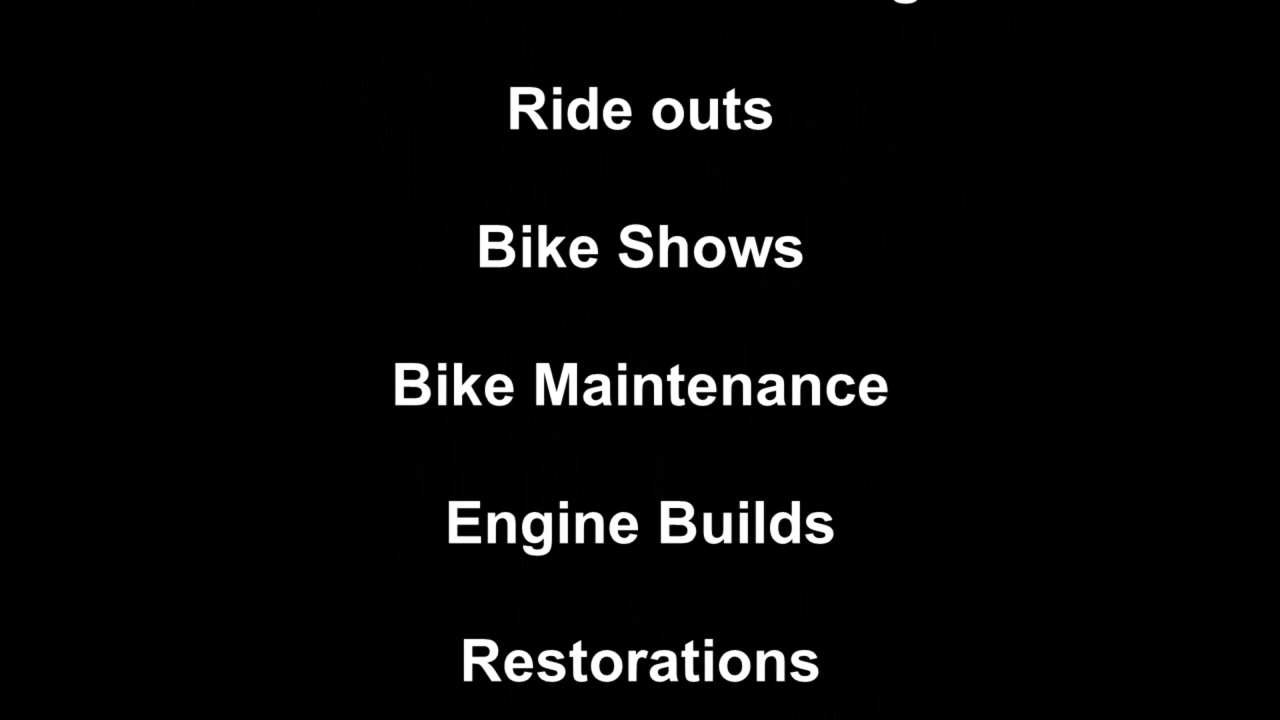 Ride outs
Bike Shows
Bike Maintenance
Engine Builds
Restorations